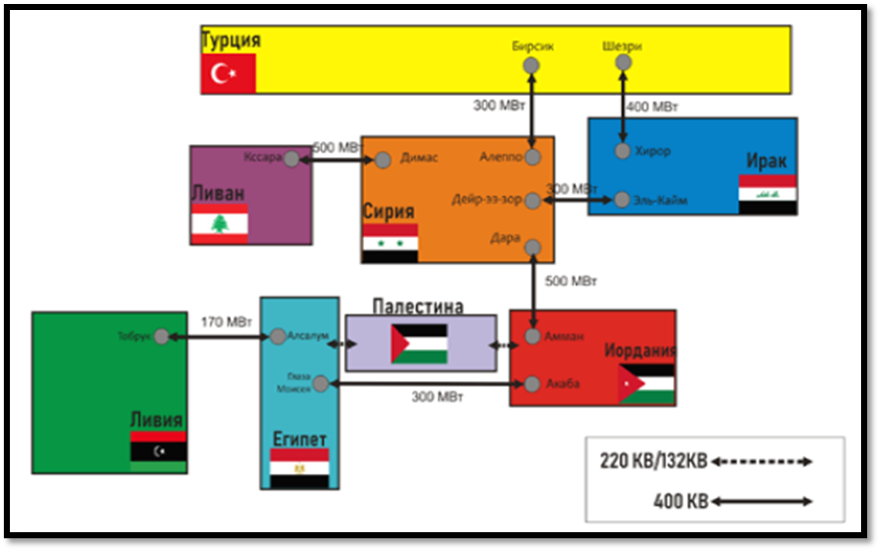 Турция
Бирсик
Шезри
300 МВт
400 МВт
Кссара
500 МВт
Димас
Алеппо
Хирор
Ирак
Ливан
Дейр-эз-зор
300 МВт
Эль-Кайм
Сирия
Дара
500 МВт
Палестина
Тобрук
170 МВт
Алсалум
Амман
Иордания
Глаза
Моисея
300 МВт
Акаба
Ливия
Египет
220 КВ/132КВ
400 КВ